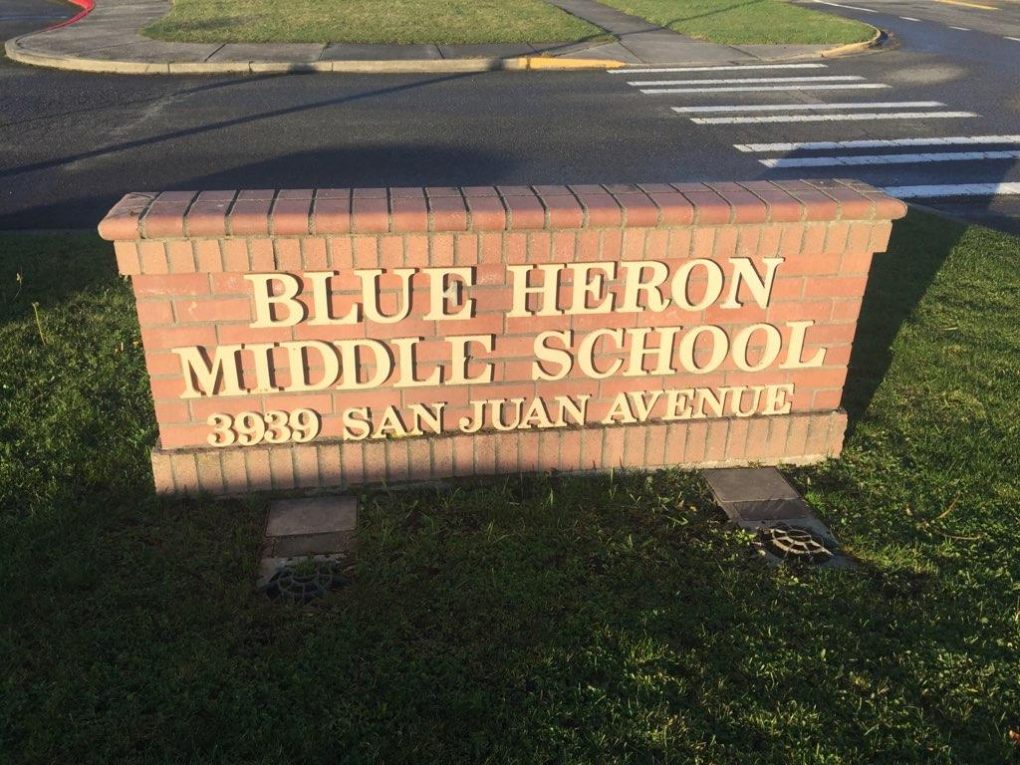 BLUE HERON
MIDDLE SCHOOL
3939 SAN JUAN AVENUE